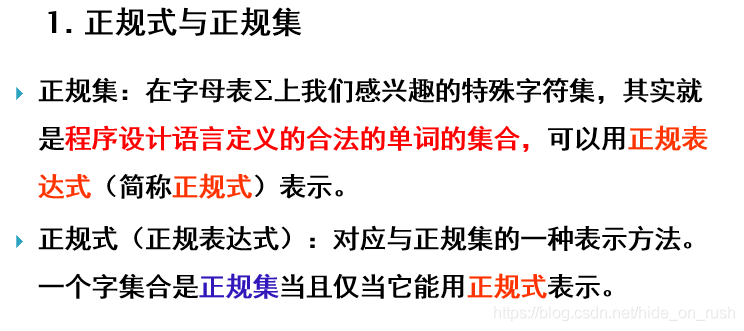 1. 正规式与正规集
正规集：在字母表Σ上我们感兴趣的特殊字符集，其实就
是程序设计语言定义的合法的单词的集合，可以用正规表
达式（简称正规式）表示。
正规式（正规表达式）：对应与正规集的一种表示方法。
一个字集合是正规集当且仅当它能用正规式表示。
https://blog.csdn.net/hide_on_rush